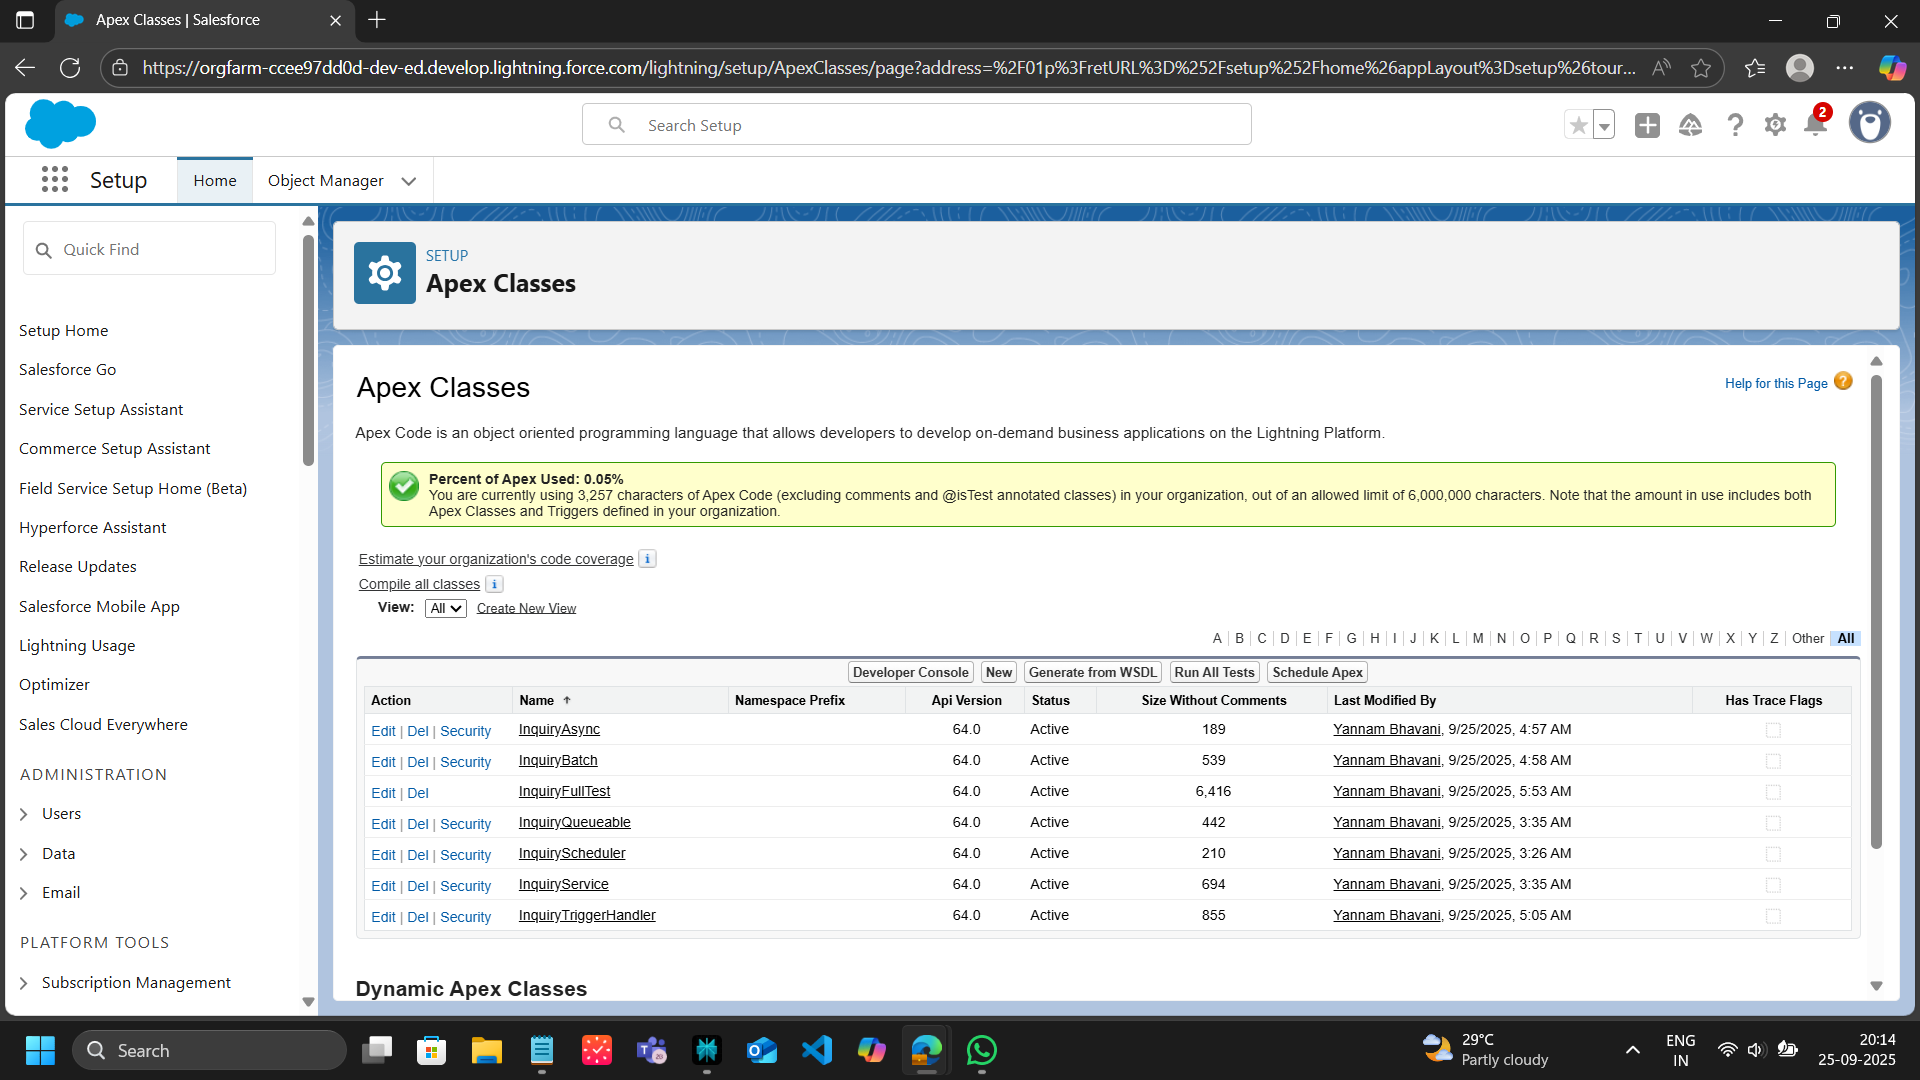 Apex Classes | Salesforce
https://orgfarm-ccee97dd0d-dev-ed.develop.lightning.force.com/lightning/setup/ApexClasses/page?address=%2F01p%3FretURL%3D%252Fsetup%252Fhome%26appLayout%3Dsetup%26tour...
Search Setup
2
Setup
Home
Object Manager
Quick Find
Setup Home
Salesforce Go
Service Setup Assistant
Commerce Setup Assistant
Field Service Setup Home (Beta)
Hyperforce Assistant
Release Updates
Salesforce Mobile App
Lightning Usage
Optimizer
Sales Cloud Everywhere
ADMINISTRATION
Users
Data
Email
PLATFORM TOOLS
Subscription Management
SETUP
Apex Classes
Apex Classes
Help for this Page ?
Apex Code is an object oriented programming language that allows developers to develop on-demand business applications on the Lightning Platform.
Percent of Apex Used: 0.05%
You are currently using 3,257 characters of Apex Code (excluding comments and @isTest annotated classes) in your organization, out of an allowed limit of 6,000,000 characters. Note that the amount in use includes both
Apex Classes and Triggers defined in your organization.
Estimate your organization's code coverage i
Compile all classes i
View: All Create New View
A | B | C | D | E | F | G | H | I | J | K | L | M | N | O | P | Q | R | S | T | U | V | W | X | Y | Z | Other | All
Developer Console New Generate from WSDL Run All Tests Schedule Apex
Action Name ↑ Namespace Prefix Api Version Status Size Without Comments Last Modified By Has Trace Flags
Edit | Del | Security InquiryAsync 64.0 Active 189 Yannam Bhavani, 9/25/2025, 4:57 AM
Edit | Del | Security InquiryBatch 64.0 Active 539 Yannam Bhavani, 9/25/2025, 4:58 AM
Edit | Del InquiryFullTest 64.0 Active 6,416 Yannam Bhavani, 9/25/2025, 5:53 AM
Edit | Del | Security InquiryQueueable 64.0 Active 442 Yannam Bhavani, 9/25/2025, 3:35 AM
Edit | Del | Security InquiryScheduler 64.0 Active 210 Yannam Bhavani, 9/25/2025, 3:26 AM
Edit | Del | Security InquiryService 64.0 Active 694 Yannam Bhavani, 9/25/2025, 3:35 AM
Edit | Del | Security InquiryTriggerHandler 64.0 Active 855 Yannam Bhavani, 9/25/2025, 5:05 AM
Dynamic Apex Classes
Search
29°C
Partly cloudy
ENG
IN
20:14
25-09-2025